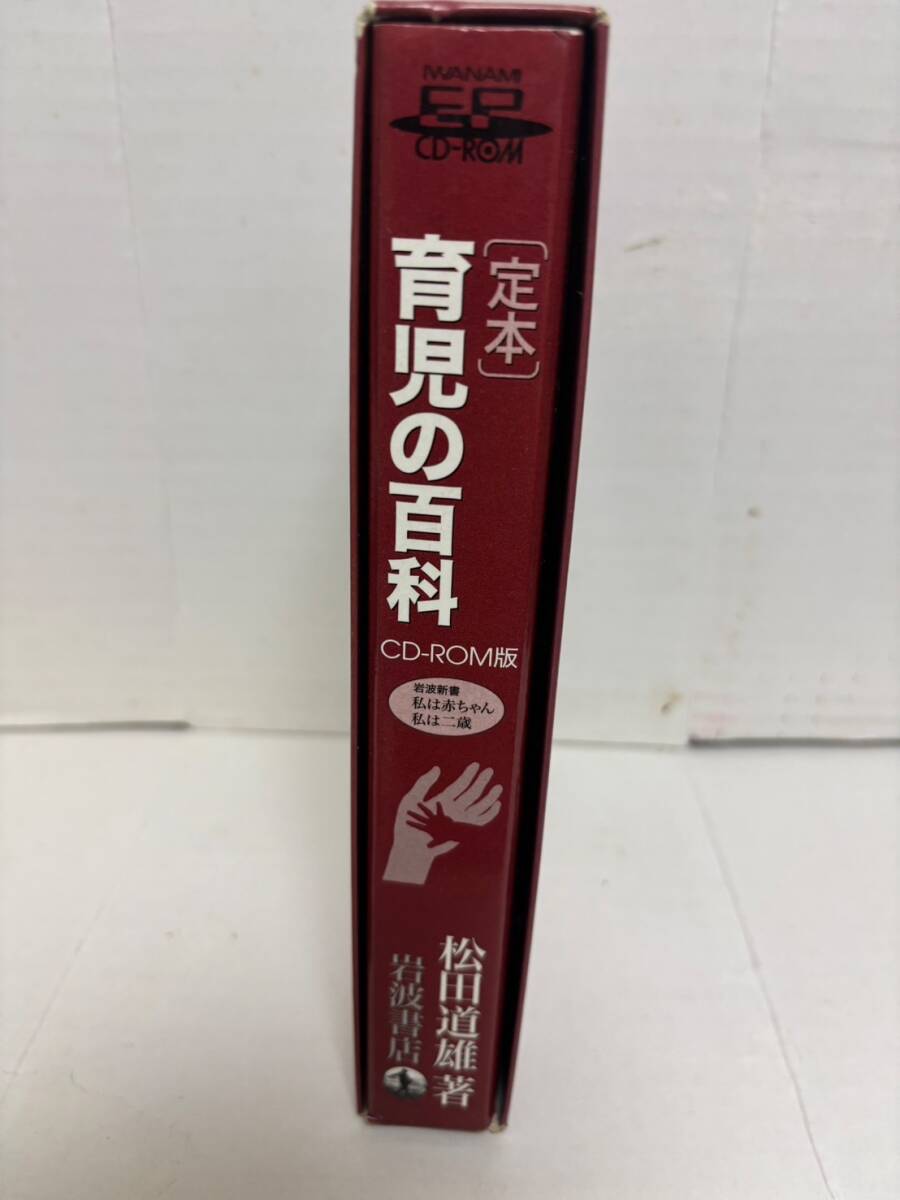 IWANAMI
EP
CD-ROM
〔定本〕
育児の百科
CD-ROM版
岩波新書
私は赤ちゃん
私は二歳
松田道雄 著
岩波書店